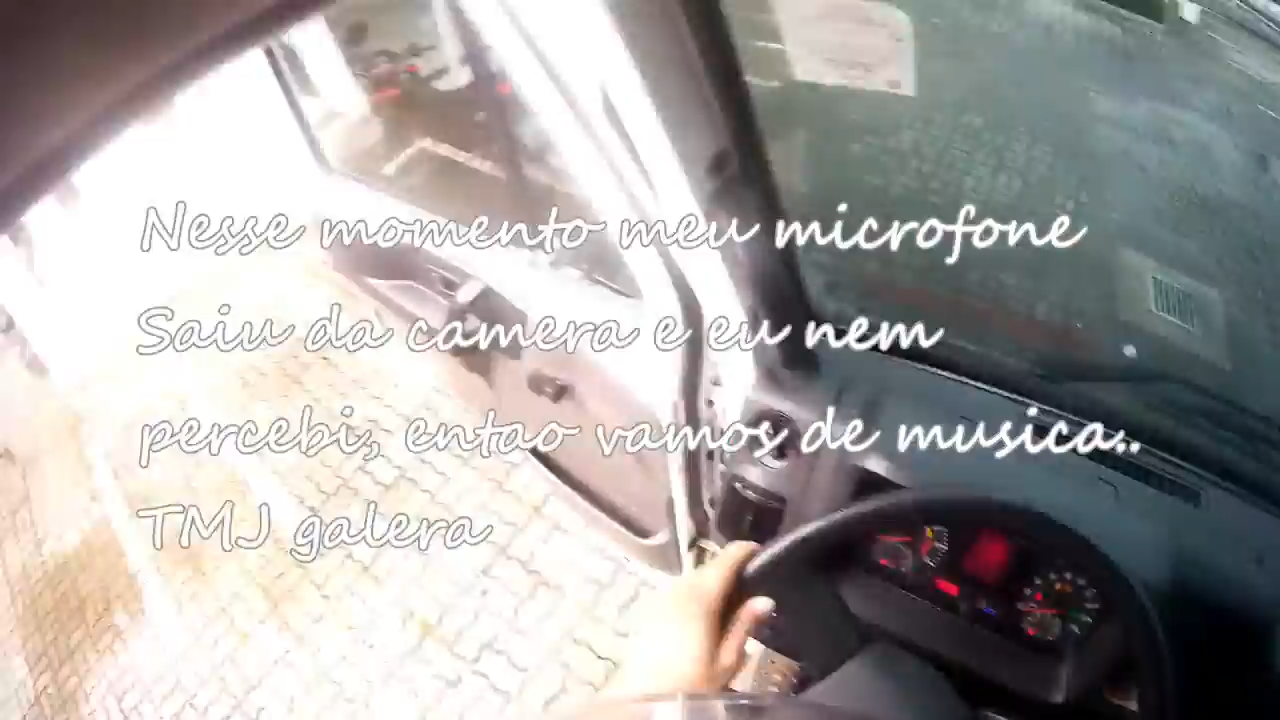 Nesse momento meu microfone
Saiu da camera e eu nem
percebi, entao vamos de musica..
TMJ galera